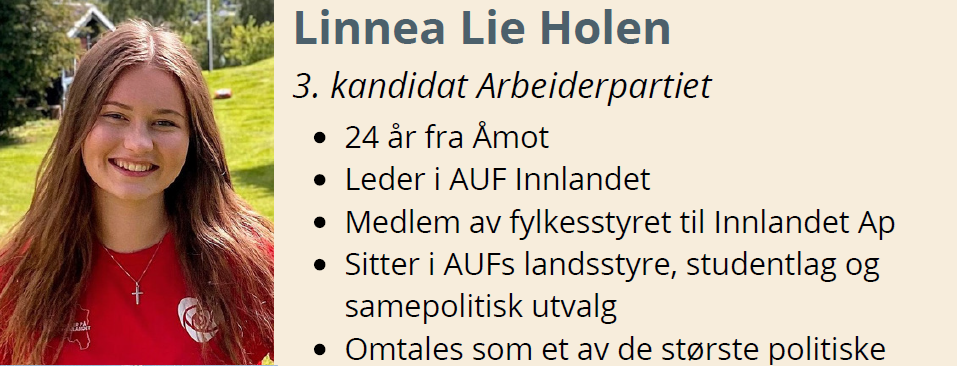 Linnea Lie Holen
3. kandidat Arbeiderpartiet
• 24 år fra Åmot
• Leder i AUF Innlandet
• Medlem av fylkesstyret til Innlandet Ap
• Sitter i AUFs landsstyre, studentlag og
samepolitisk utvalg
• Omtales som et av de største politiske